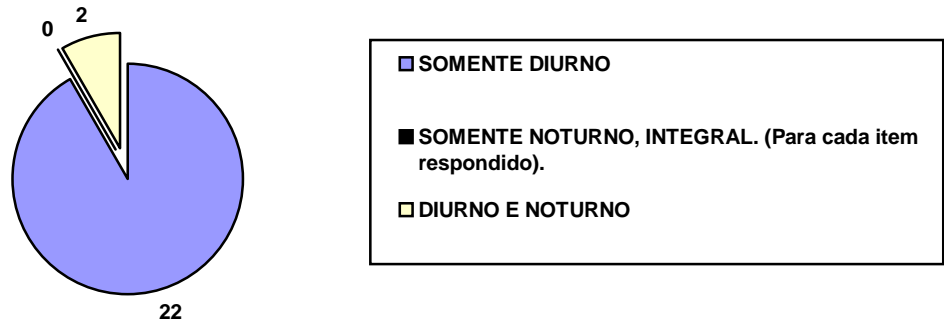 2
0
SOMENTE DIURNO
SOMENTE NOTURNO, INTEGRAL. (Para cada item
respondido).
DIURNO E NOTURNO
22